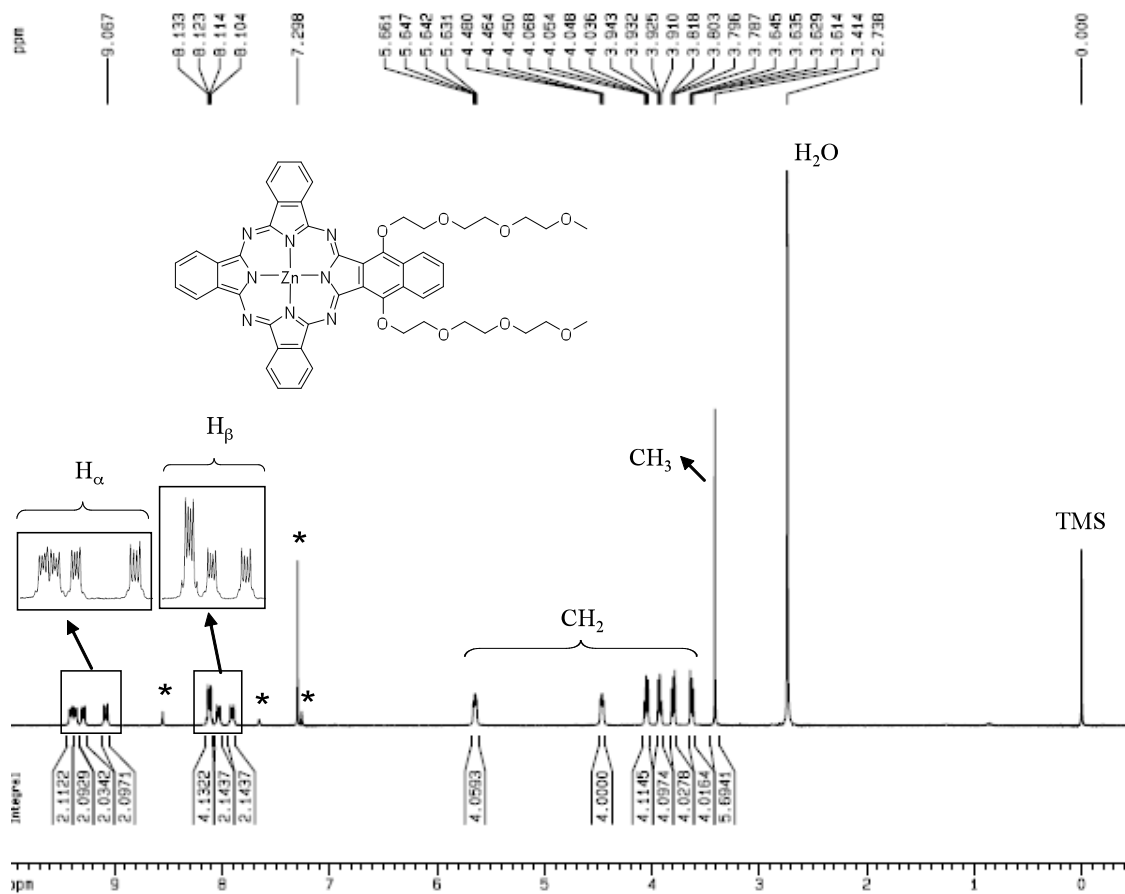 ppm
9.067
8.133
8.123
8.114
8.104
7.298
5.661
5.647
5.642
5.631
4.480
4.464
4.450
4.068
4.054
4.048
4.036
3.943
3.932
3.925
3.910
3.818
3.803
3.796
3.787
3.645
3.635
3.629
3.614
3.414
2.738
0.000
H₂O
N
N
N
N
Zn
N
N
N
N
O
O
O
O
O
O
O
O
Hα
Hβ
CH₃
TMS
*
CH₂
*
*
*
Integral
2.1122
2.0929
2.0342
2.0971
4.1322
2.1437
2.1437
4.0593
4.0000
4.1145
4.0974
4.0278
4.0164
5.6941
ppm
9
8
7
6
5
4
3
2
1
0